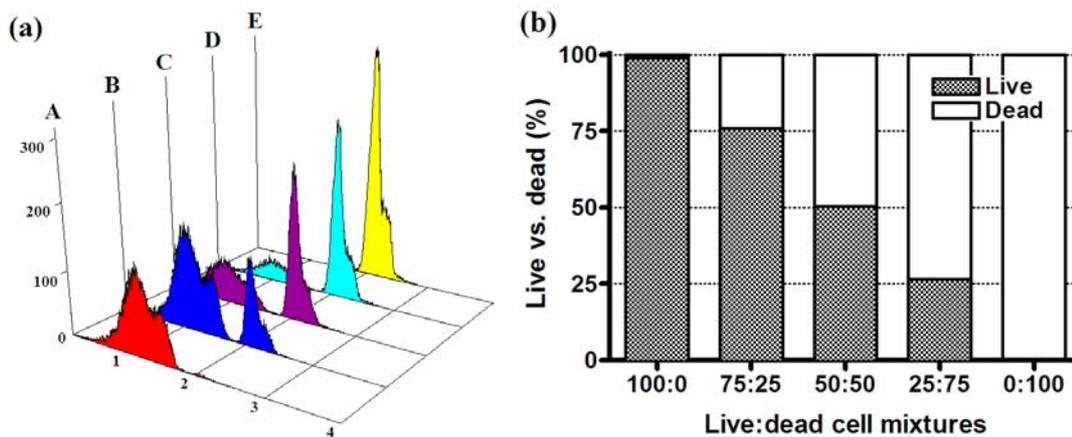 (a)
A
B
C
D
E
300
200
100
0
1
2
3
4
(b)
Live vs. dead (%)
100
75
50
25
0
Live
Dead
100:0 75:25 50:50 25:75 0:100
Live:dead cell mixtures